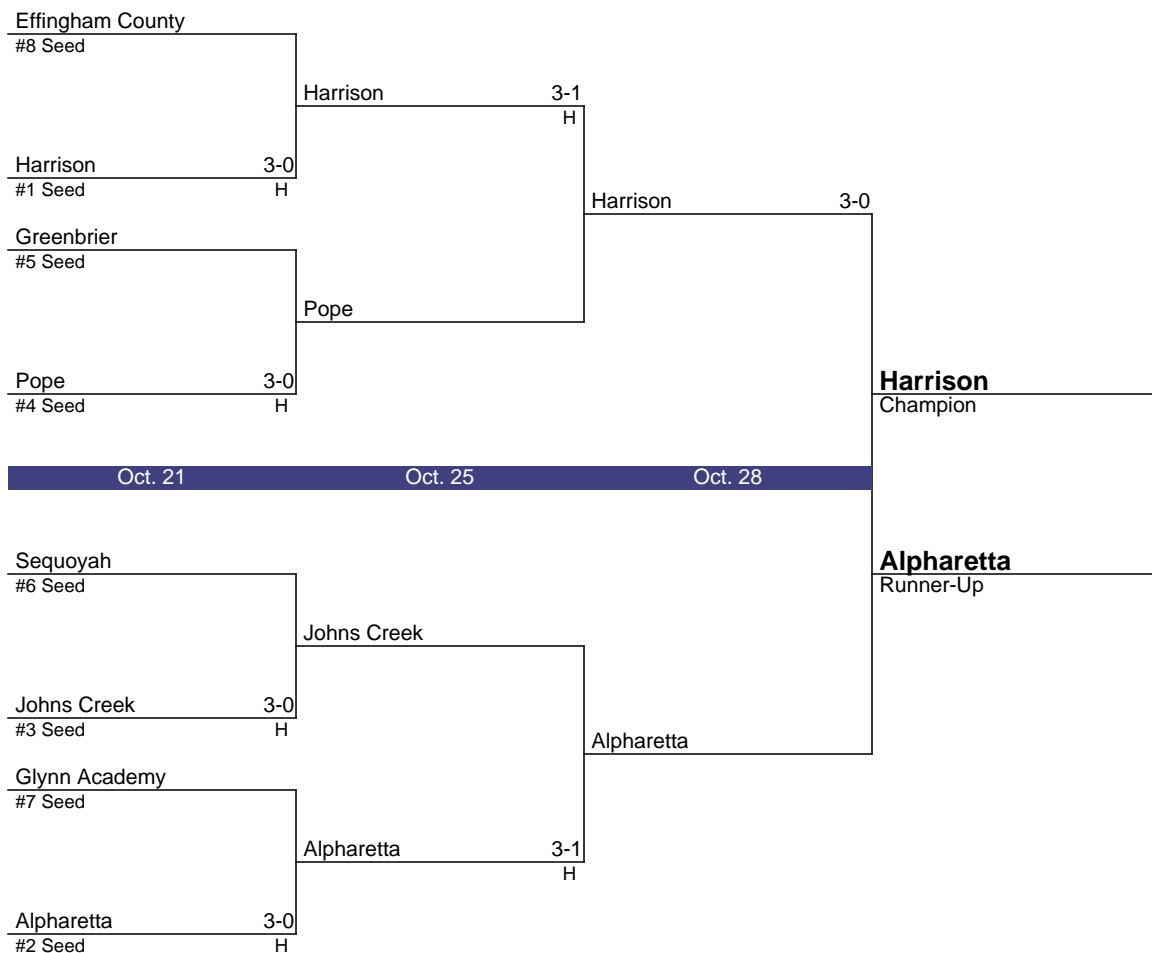 Effingham County
#8 Seed
Harrison 3-1
H
Harrison 3-0
#1 Seed H
Harrison 3-0
Greenbrier
#5 Seed
Pope
Pope 3-0
#4 Seed H
Harrison
Champion
Oct. 21 Oct. 25 Oct. 28
Sequoyah
#6 Seed
Alpharetta
Runner-Up
Johns Creek
Johns Creek 3-0
#3 Seed H
Alpharetta
Glynn Academy
#7 Seed
Alpharetta 3-1
H
Alpharetta 3-0
#2 Seed H